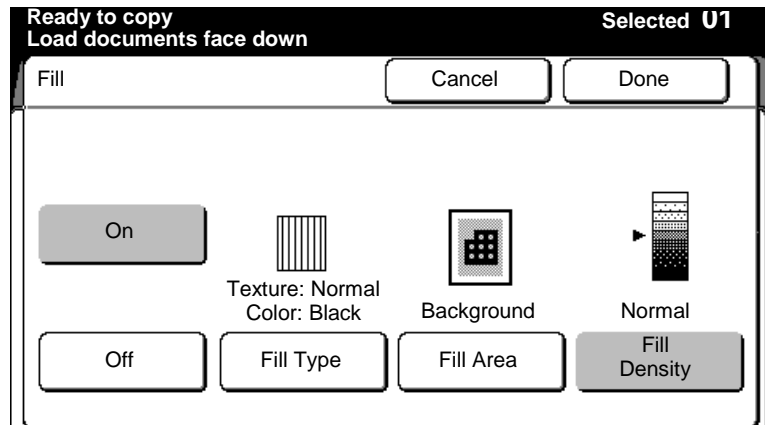 Ready to copy
Selected 01
Load documents face down
Fill
Cancel
Done
On
Texture: Normal
Color: Black
Background
Normal
Off
Fill Type
Fill Area
Fill
Density